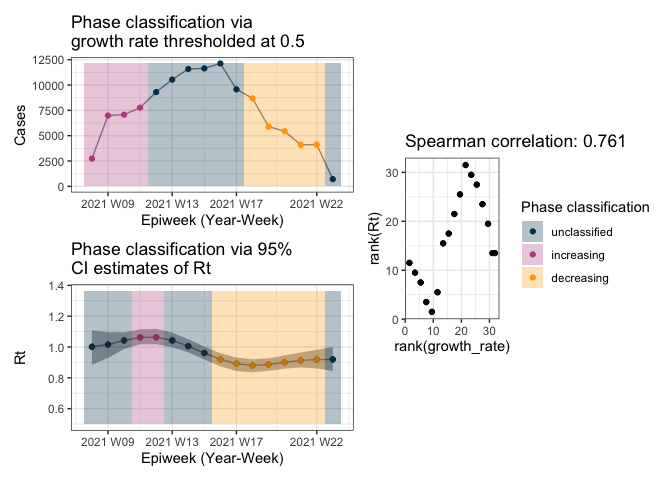 Phase classification via
growth rate thresholded at 0.5
12500
10000
7500
5000
2500
0
Cases
2021 W09
2021 W13
2021 W17
2021 W22
Epiweek (Year-Week)
Phase classification via 95%
CI estimates of Rt
1.4
1.2
1.0
0.8
0.6
Rt
2021 W09
2021 W13
2021 W17
2021 W22
Epiweek (Year-Week)
Spearman correlation: 0.761
30
20
10
0
rank(Rt)
0
10
20
30
rank(growth_rate)
Phase classification
unclassified
increasing
decreasing